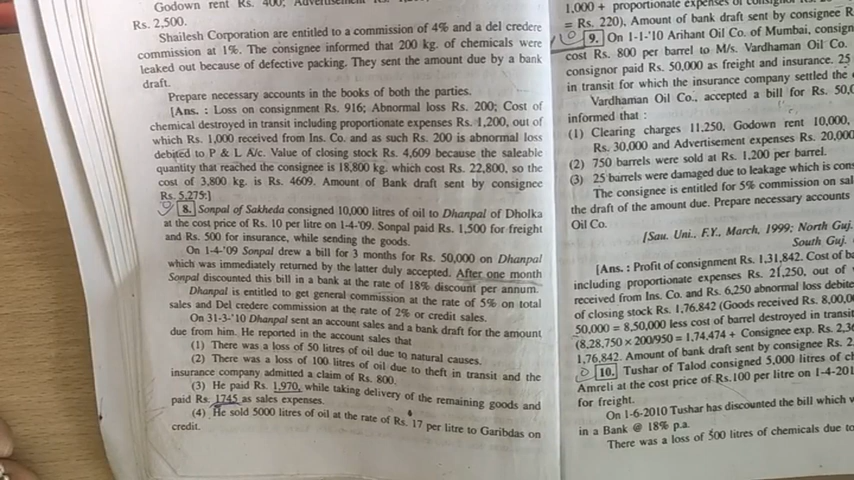 Godown rent Rs. 400; Advertisement Rs.
Rs. 2,500.
Shailesh Corporation are entitled to a commission of 4% and a del credere
commission at 1%. The consignee informed that 200 kg. of chemicals were
leaked out because of defective packing. They sent the amount due by a bank
draft.
Prepare necessary accounts in the books of both the parties.
[Ans. : Loss on consignment Rs. 916; Abnormal loss Rs. 200; Cost of
chemical destroyed in transit including proportionate expenses Rs. 1,200, out of
which Rs. 1,000 received from Ins. Co. and as such Rs. 200 is abnormal loss
debited to P & L A/c. Value of closing stock Rs. 4,609 because the saleable
quantity that reached the consignee is 18,800 kg. which cost Rs. 22,800, so the
cost of 3,800 kg. is Rs. 4609. Amount of Bank draft sent by consignee
Rs. 5,275.]
8. Sonpal of Sakheda consigned 10,000 litres of oil to Dhanpal of Dholka
at the cost price of Rs. 10 per litre on 1-4-'09. Sonpal paid Rs. 1,500 for freight
and Rs. 500 for insurance, while sending the goods.
On 1-4-'09 Sonpal drew a bill for 3 months for Rs. 50,000 on Dhanpal
which was immediately returned by the latter duly accepted. After one month
Sonpal discounted this bill in a bank at the rate of 18% discount per annum.
Dhanpal is entitled to get general commission at the rate of 5% on total
sales and Del credere commission at the rate of 2% or credit sales.
On 31-3-'10 Dhanpal sent an account sales and a bank draft for the amount
due from him. He reported in the account sales that
(1) There was a loss of 50 litres of oil due to natural causes.
(2) There was a loss of 100 litres of oil due to theft in transit and the
insurance company admitted a claim of Rs. 800.
(3) He paid Rs. 1,970, while taking delivery of the remaining goods and
paid Rs. 1745 as sales expenses.
(4) He sold 5000 litres of oil at the rate of Rs. 17 per litre to Garibdas on
credit.
1,000 + proportionate expenses of
= Rs. 220), Amount of bank draft sent by consignee R
9. On 1-1-'10 Arihant Oil Co. of Mumbai, consign
cost Rs. 800 per barrel to M/s. Vardhaman Oil Co.
consignor paid Rs. 50,000 as freight and insurance. 25
in transit for which the insurance company settled the
Vardhaman Oil Co., accepted a bill for Rs. 50,0
informed that :
(1) Clearing charges 11,250, Godown rent 10,000,
Rs. 30,000 and Advertisement expenses Rs. 20,000
(2) 750 barrels were sold at Rs. 1,200 per barrel.
(3) 25 barrels were damaged due to leakage which is cons
The consignee is entitled for 5% commission on sal
the draft of the amount due. Prepare necessary accounts
Oil Co.
[Sau. Uni., F.Y., March, 1999; North Guj.
South Guj.
[Ans. : Profit of consignment Rs. 1,31,842. Cost of ba
including proportionate expenses Rs. 21,250, out of
received from Ins. Co. and Rs. 6,250 abnormal loss debite
of closing stock Rs. 1,76,842 (Goods received Rs. 8,00,00
50,000 = 8,50,000 less cost of barrel destroyed in transit
(8,28,750 × 200/950 = 1,74,474 + Consignee exp. Rs. 2,36
1,76,842. Amount of bank draft sent by consignee Rs. 2
10. Tushar of Talod consigned 5,000 litres of ch
Amreli at the cost price of Rs.100 per litre on 1-4-201
for freight.
On 1-6-2010 Tushar has discounted the bill which w
in a Bank @ 18% p.a.
There was a loss of 500 litres of chemicals due to